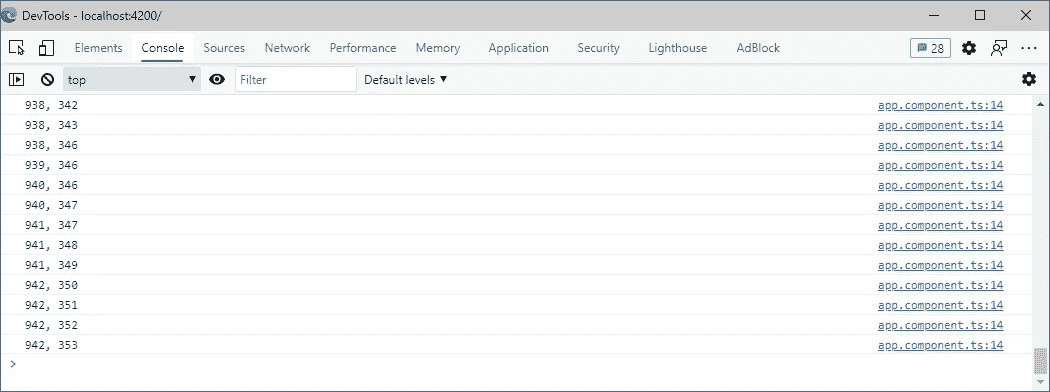 DevTools - localhost:4200/
Elements Console Sources Network Performance Memory Application Security Lighthouse AdBlock 28
top Filter Default levels
938, 342 app.component.ts:14
938, 343 app.component.ts:14
938, 346 app.component.ts:14
939, 346 app.component.ts:14
940, 346 app.component.ts:14
940, 347 app.component.ts:14
941, 347 app.component.ts:14
941, 348 app.component.ts:14
941, 349 app.component.ts:14
942, 350 app.component.ts:14
942, 351 app.component.ts:14
942, 352 app.component.ts:14
942, 353 app.component.ts:14
>